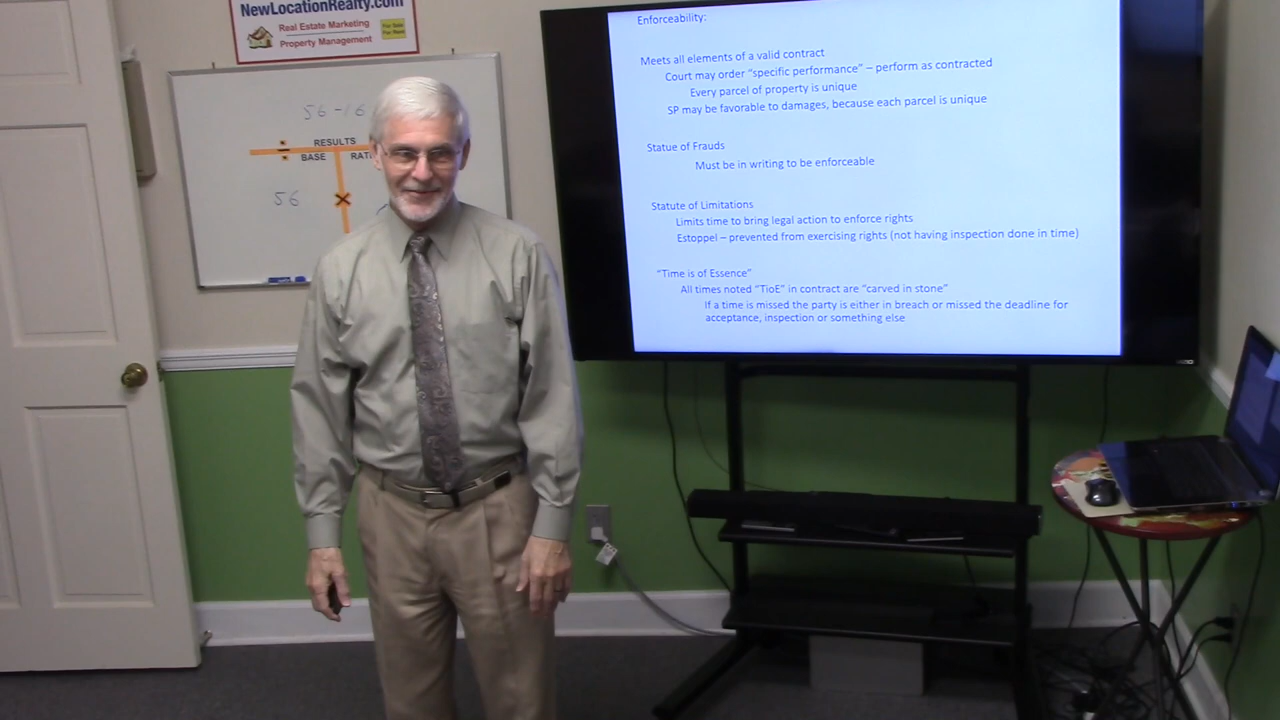 NewLocationRealty.com
Real Estate Marketing
Property Management
For Sale
For Rent
56-16
RESULTS
BASE
56
Enforceability:
Meets all elements of a valid contract
Court may order “specific performance” – perform as contracted
Every parcel of property is unique
SP may be favorable to damages, because each parcel is unique
Statue of Frauds
Must be in writing to be enforceable
Statute of Limitations
Limits time to bring legal action to enforce rights
Estoppel – prevented from exercising rights (not having inspection done in time)
“Time is of Essence”
All times noted “TioE” in contract are “carved in stone”
If a time is missed the party is either in breach or missed the deadline for
acceptance, inspection or something else
VIZIO